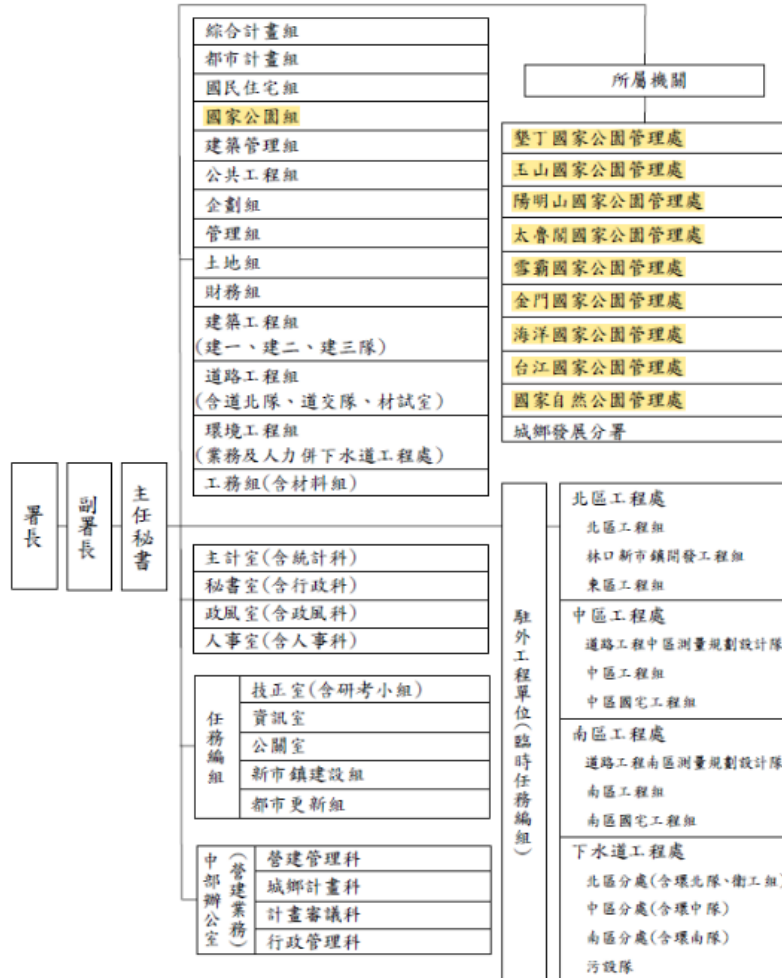 署長
副署長
主任秘書
綜合計畫組
都市計畫組
國民住宅組
國家公園組
建築管理組
公共工程組
企劃組
管理組
土地組
財務組
建築工程組
(建一、建二、建三隊)
道路工程組
(含道北隊、道交隊、材試室)
環境工程組
(業務及人力併下水道工程處)
工務組(含材料組)
主計室(含統計科)
秘書室(含行政科)
政風室(含政風科)
人事室(含人事科)
任務編組
技正室(含研考小組)
資訊室
公關室
新市鎮建設組
都市更新組
中部辦公室
(營建業務)
營建管理科
城鄉計畫科
計畫審議科
行政管理科
所屬機關
墾丁國家公園管理處
玉山國家公園管理處
陽明山國家公園管理處
太魯閣國家公園管理處
雪霸國家公園管理處
金門國家公園管理處
海洋國家公園管理處
台江國家公園管理處
國家自然公園管理處
城鄉發展分署
駐外工程單位(臨時任務編組)
北區工程處
北區工程組
林口新市鎮開發工程組
東區工程組
中區工程處
道路工程中區測量規劃設計隊
中區工程組
中區國宅工程組
南區工程處
道路工程南區測量規劃設計隊
南區工程組
南區國宅工程組
下水道工程處
北區分處(含環北隊、衛工組)
中區分處(含環中隊)
南區分處(含環南隊)
污設隊